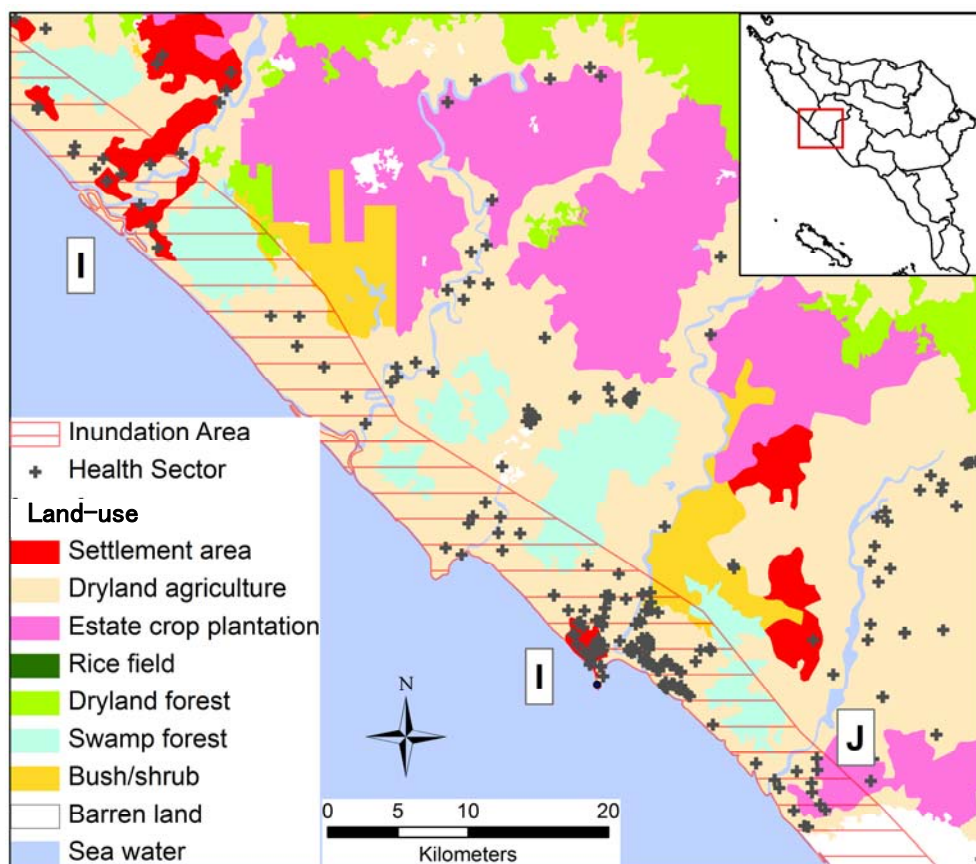 I
Inundation Area
Health Sector
Land-use
Settlement area
Dryland agriculture
Estate crop plantation
Rice field
Dryland forest
Swamp forest
Bush/shrub
Barren land
Sea water
I
J
N
0 5 10 20
Kilometers